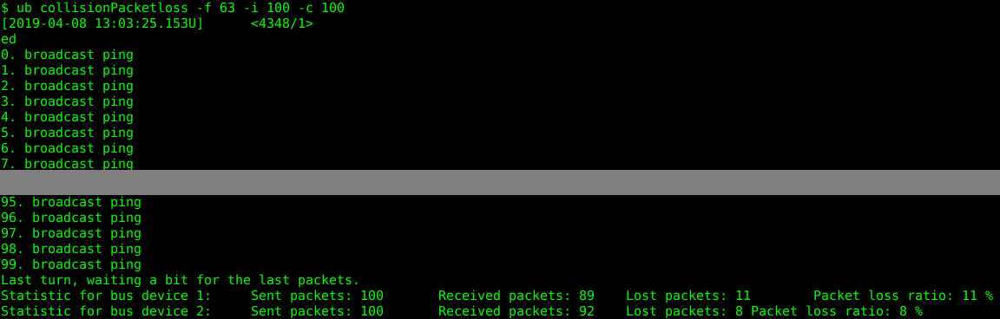 $ ub collisionPacketloss -f 63 -i 100 -c 100
[2019-04-08 13:03:25.153U] <4348/1>
ed
0. broadcast ping
1. broadcast ping
2. broadcast ping
3. broadcast ping
4. broadcast ping
5. broadcast ping
6. broadcast ping
7. broadcast ping
95. broadcast ping
96. broadcast ping
97. broadcast ping
98. broadcast ping
99. broadcast ping
Last turn, waiting a bit for the last packets.
Statistic for bus device 1: Sent packets: 100 Received packets: 89 Lost packets: 11 Packet loss ratio: 11 %
Statistic for bus device 2: Sent packets: 100 Received packets: 92 Lost packets: 8 Packet loss ratio: 8 %